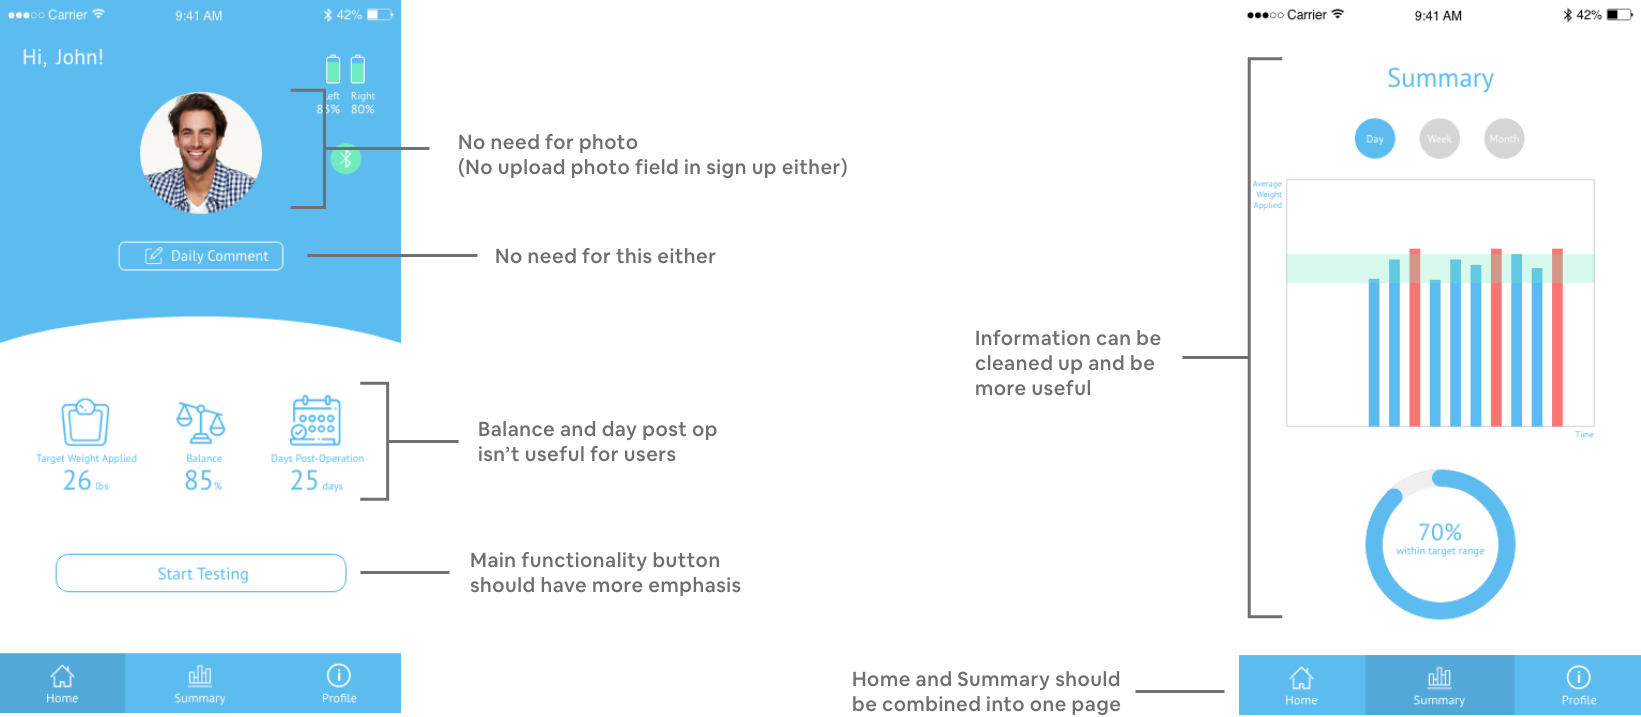 Carrier
9:41 AM
42%
Hi, John!
Left Right
83% 80%
Daily Comment
Target Weight Applied
26 lbs
Balance
85 %
Days Post-Operation
25 days
Start Testing
Home
Summary
Profile
No need for photo
(No upload photo field in sign up either)
No need for this either
Balance and day post op
isn't useful for users
Main functionality button
should have more emphasis
Information can be
cleaned up and be
more useful
Home and Summary should
be combined into one page
Carrier
9:41 AM
42%
Summary
Day
Week
Month
Average
Weight
Applied
Time
70%
within target range
Home
Summary
Profile